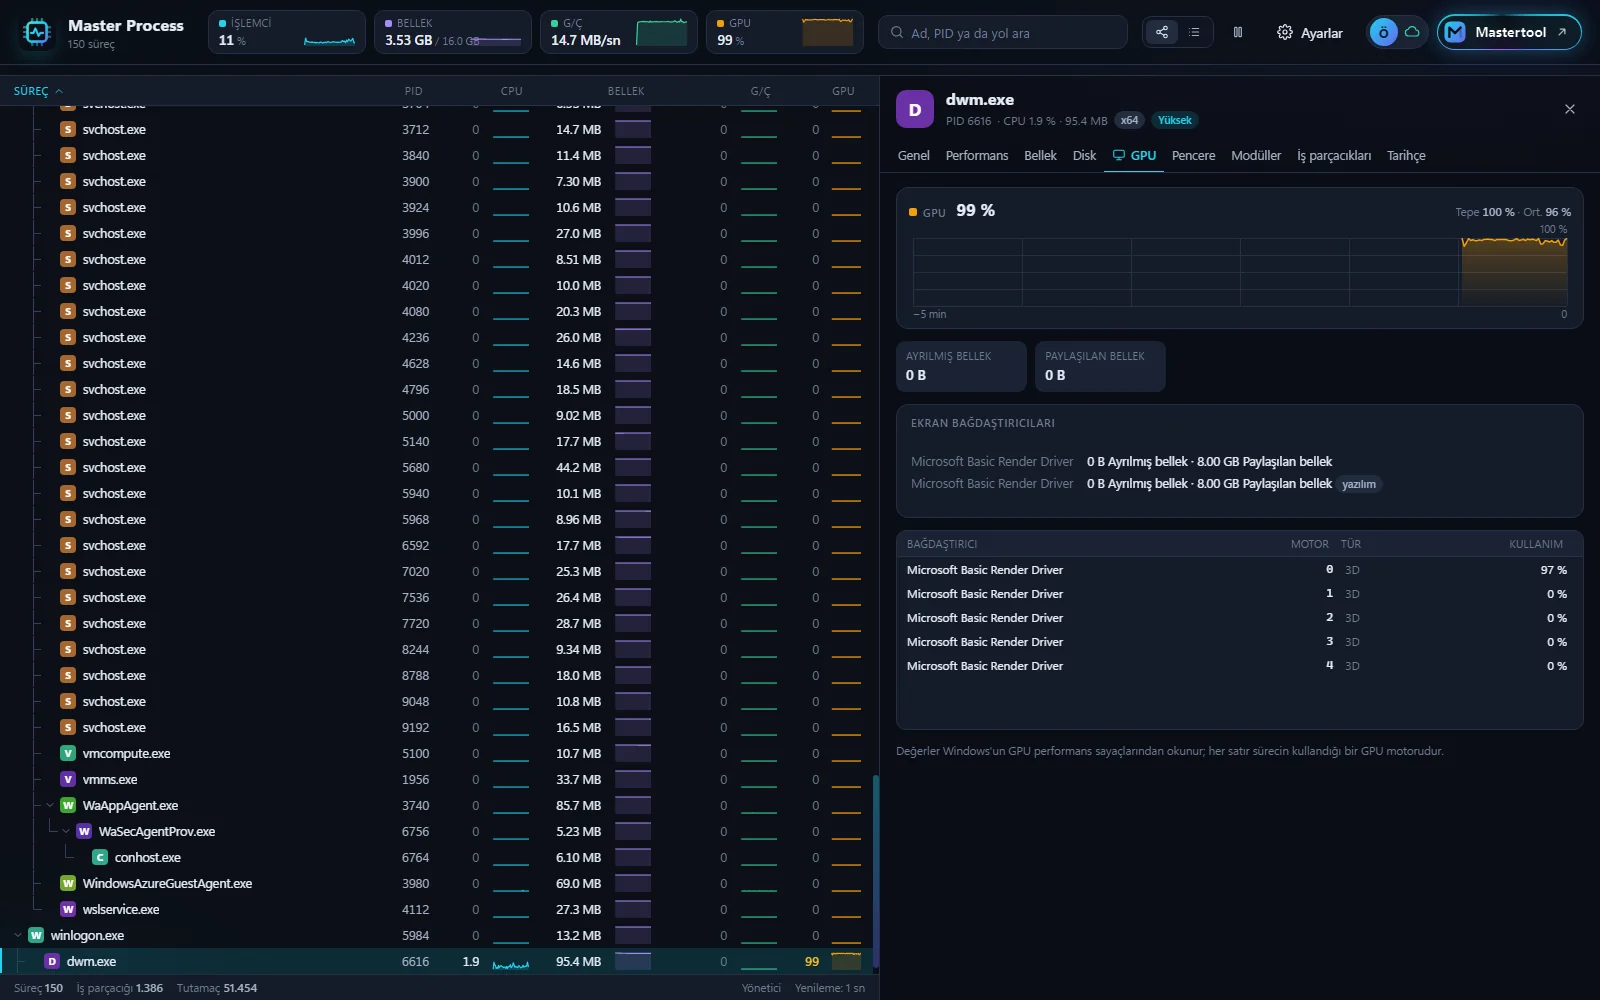 Master Process
150 süreç
İŞLEMCİ
11 %
BELLEK
3.53 GB / 16.0 GB
G/Ç
14.7 MB/sn
GPU
99 %
Ad, PID ya da yol ara
Ayarlar
ö
Mastertool ↗
SÜREÇ PID CPU BELLEK G/Ç GPU
S svchost.exe 3712 0 14.7 MB 0 0
S svchost.exe 3840 0 11.4 MB 0 0
S svchost.exe 3900 0 7.30 MB 0 0
S svchost.exe 3924 0 10.6 MB 0 0
S svchost.exe 3996 0 27.0 MB 0 0
S svchost.exe 4012 0 8.51 MB 0 0
S svchost.exe 4020 0 10.0 MB 0 0
S svchost.exe 4080 0 20.3 MB 0 0
S svchost.exe 4236 0 26.0 MB 0 0
S svchost.exe 4628 0 14.6 MB 0 0
S svchost.exe 4796 0 18.5 MB 0 0
S svchost.exe 5000 0 9.02 MB 0 0
S svchost.exe 5140 0 17.7 MB 0 0
S svchost.exe 5680 0 44.2 MB 0 0
S svchost.exe 5940 0 10.1 MB 0 0
S svchost.exe 5968 0 8.96 MB 0 0
S svchost.exe 6592 0 17.7 MB 0 0
S svchost.exe 7020 0 25.3 MB 0 0
S svchost.exe 7536 0 26.4 MB 0 0
S svchost.exe 7720 0 28.7 MB 0 0
S svchost.exe 8244 0 9.34 MB 0 0
S svchost.exe 8788 0 18.0 MB 0 0
S svchost.exe 9048 0 10.8 MB 0 0
S svchost.exe 9192 0 16.5 MB 0 0
V vmcompute.exe 5100 0 10.7 MB 0 0
V vmms.exe 1956 0 33.7 MB 0 0
W WaAppAgent.exe 3740 0 85.7 MB 0 0
W WaSecAgentProv.exe 6756 0 5.23 MB 0 0
C conhost.exe 6764 0 6.10 MB 0 0
W WindowsAzureGuestAgent.exe 3980 0 69.0 MB 0 0
W wslservice.exe 4112 0 27.3 MB 0 0
W winlogon.exe 5984 0 13.2 MB 0 0
D dwm.exe 6616 1.9 95.4 MB 0 99
Süreç 150 İş parçacığı 1.386 Tutamaç 51.454 Yönetici Yenileme: 1 sn
D
dwm.exe
PID 6616 · CPU 1.9 % · 95.4 MB x64 Yüksek
Genel Performans Bellek Disk GPU Pencere Modüller İş parçacıkları Tarihçe
GPU 99 % Tepe 100 % · Ort. 96 %
100 %
−5 min 0
AYRILMIŞ BELLEK
0 B
PAYLAŞILAN BELLEK
0 B
EKRAN BAĞDAŞTIRICILARI
Microsoft Basic Render Driver 0 B Ayrılmış bellek · 8.00 GB Paylaşılan bellek
Microsoft Basic Render Driver 0 B Ayrılmış bellek · 8.00 GB Paylaşılan bellek yazılım
BAĞDAŞTIRICI MOTOR TÜR KULLANIM
Microsoft Basic Render Driver 0 3D 97 %
Microsoft Basic Render Driver 1 3D 0 %
Microsoft Basic Render Driver 2 3D 0 %
Microsoft Basic Render Driver 3 3D 0 %
Microsoft Basic Render Driver 4 3D 0 %
Değerler Windows'un GPU performans sayaçlarından okunur; her satır sürecin kullandığı bir GPU motorudur.